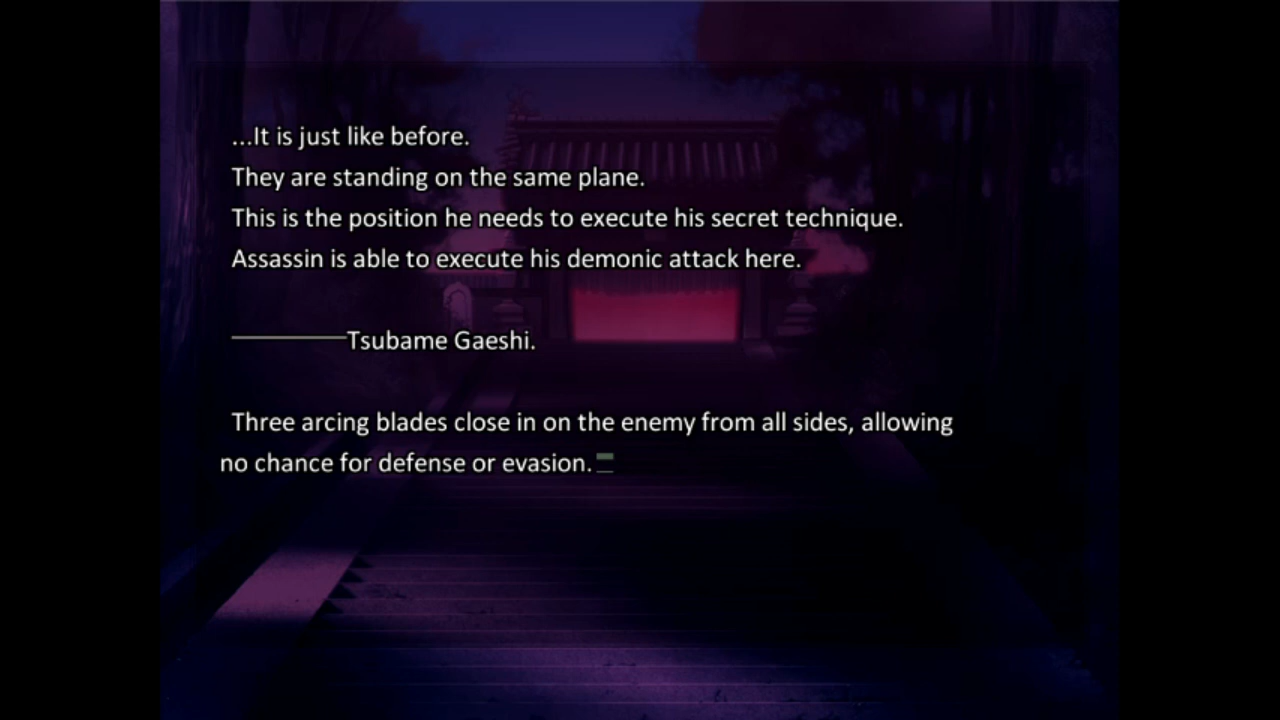 ...It is just like before.
They are standing on the same plane.
This is the position he needs to execute his secret technique.
Assassin is able to execute his demonic attack here.
―――――Tsubame Gaeshi.
Three arcing blades close in on the enemy from all sides, allowing
no chance for defense or evasion.